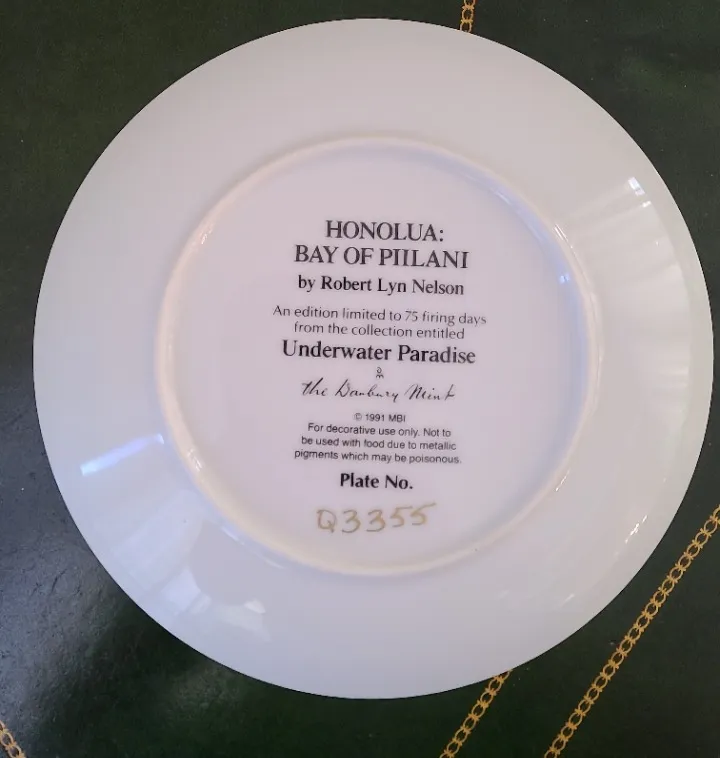 HONOLUA:
BAY OF PIILANI
by Robert Lyn Nelson
An edition limited to 75 firing days
from the collection entitled
Underwater Paradise
the Danbury Mint
© 1991 MBI
For decorative use only. Not to
be used with food due to metallic
pigments which may be poisonous.
Plate No.
Q3355